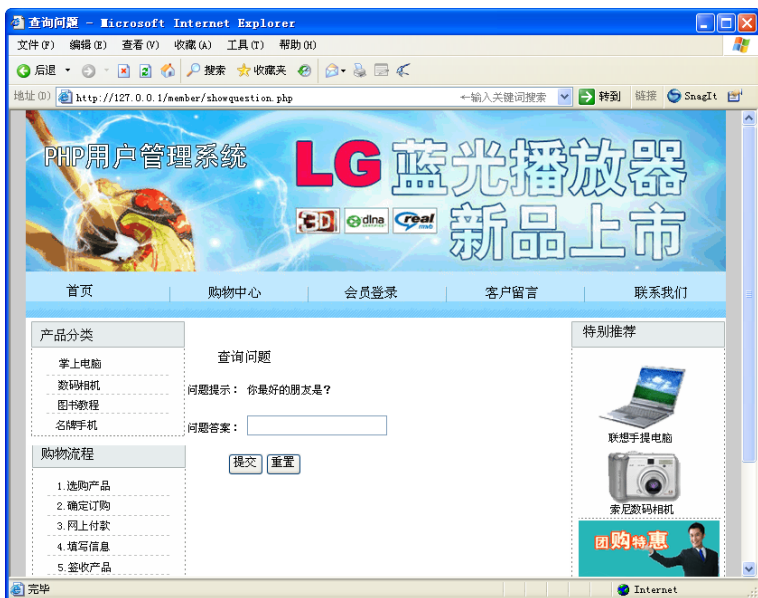 查询问题 - Microsoft Internet Explorer
文件(F) 编辑(E) 查看(V) 收藏(A) 工具(T) 帮助(H)
后退 搜索 收藏夹
地址(D) http://127.0.0.1/member/showquestion.php ←输入关键词搜索 转到 链接 SnagIt
PHP用户管理系统
LG 蓝光播放器
3D dlna CERTIFIED real rmvb
新品上市
首页 购物中心 会员登录 客户留言 联系我们
产品分类
掌上电脑
数码相机
图书教程
名牌手机
购物流程
1.选购产品
2.确定订购
3.网上付款
4.填写信息
5.签收产品
查询问题
问题提示: 你最好的朋友是?
问题答案:
提交 重置
特别推荐
联想手提电脑
索尼数码相机
团购特惠
完毕 Internet